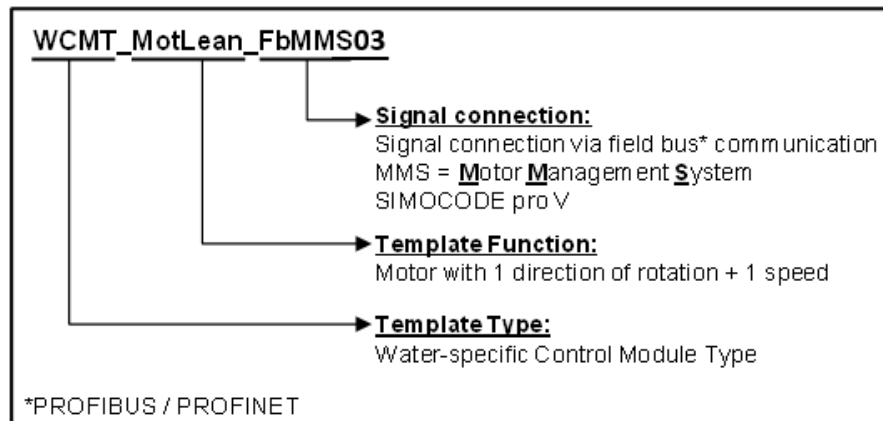 WCMT_MotLean_FbMMS03
Signal connection:
Signal connection via field bus* communication
MMS = Motor Management System
SIMOCODE pro V
Template Function:
Motor with 1 direction of rotation + 1 speed
Template Type:
Water-specific Control Module Type
*PROFIBUS / PROFINET